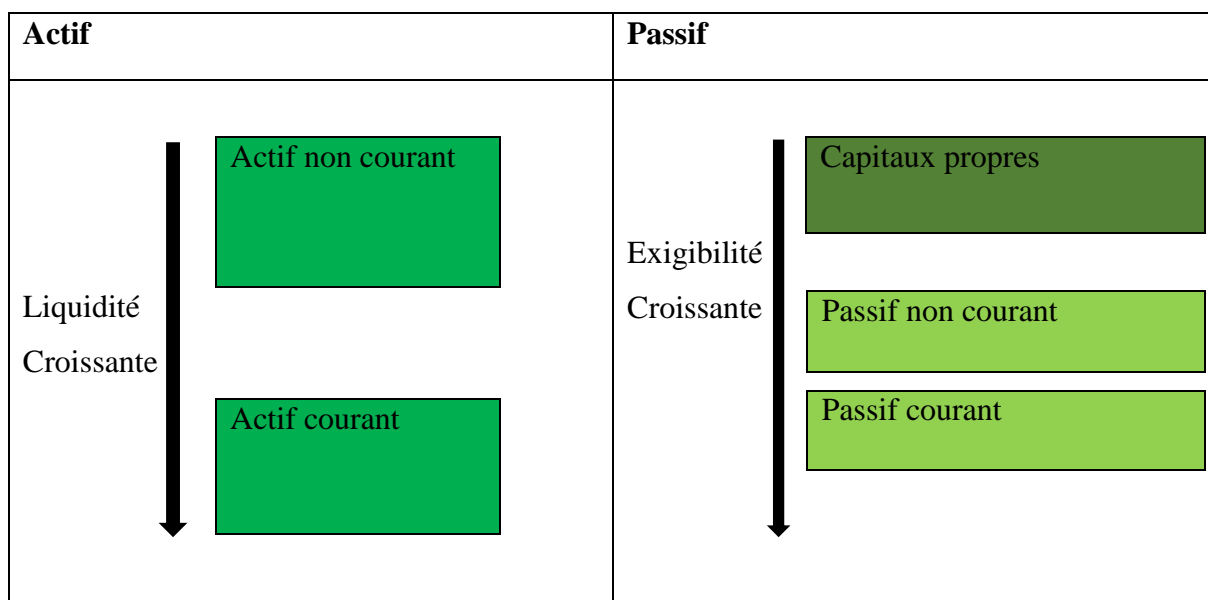 Actif
Passif
Liquidité
Croissante
Actif non courant
Actif courant
Exigibilité
Croissante
Capitaux propres
Passif non courant
Passif courant